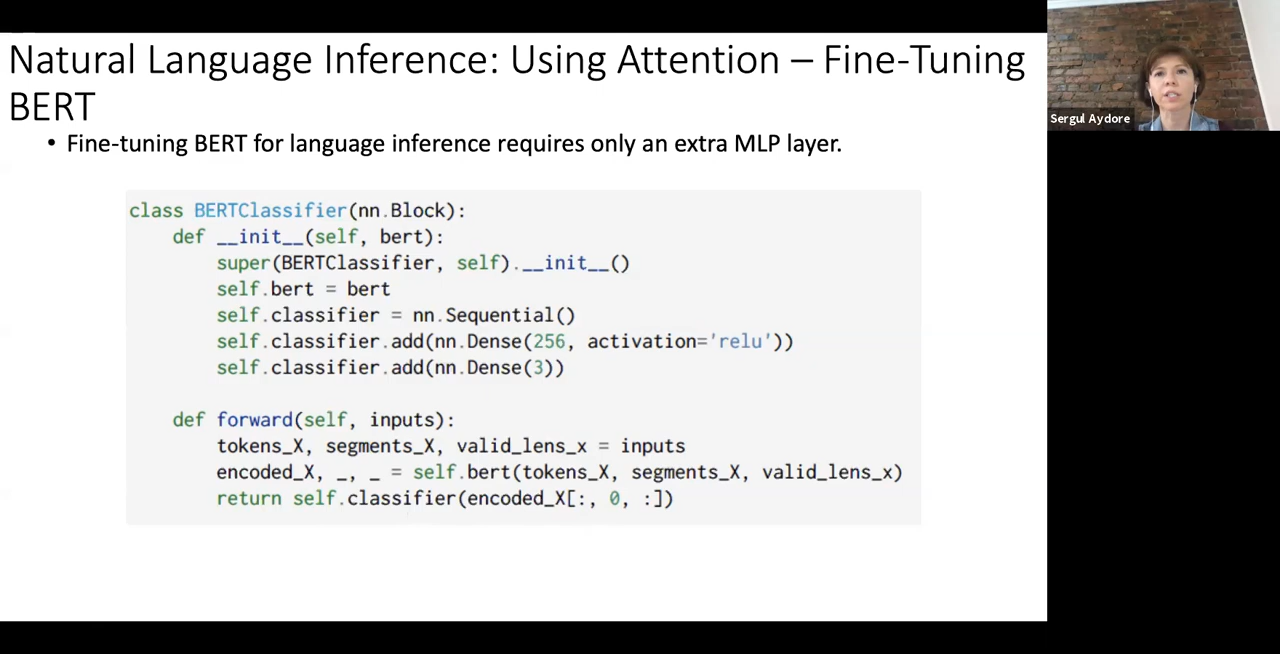 Natural Language Inference: Using Attention – Fine-Tuning
BERT
• Fine-tuning BERT for language inference requires only an extra MLP layer.
class BERTClassifier(nn.Block):
    def __init__(self, bert):
        super(BERTClassifier, self).__init__()
        self.bert = bert
        self.classifier = nn.Sequential()
        self.classifier.add(nn.Dense(256, activation='relu'))
        self.classifier.add(nn.Dense(3))
    def forward(self, inputs):
        tokens_X, segments_X, valid_lens_x = inputs
        encoded_X, _, _ = self.bert(tokens_X, segments_X, valid_lens_x)
        return self.classifier(encoded_X[:, 0, :])
Sergul Aydore